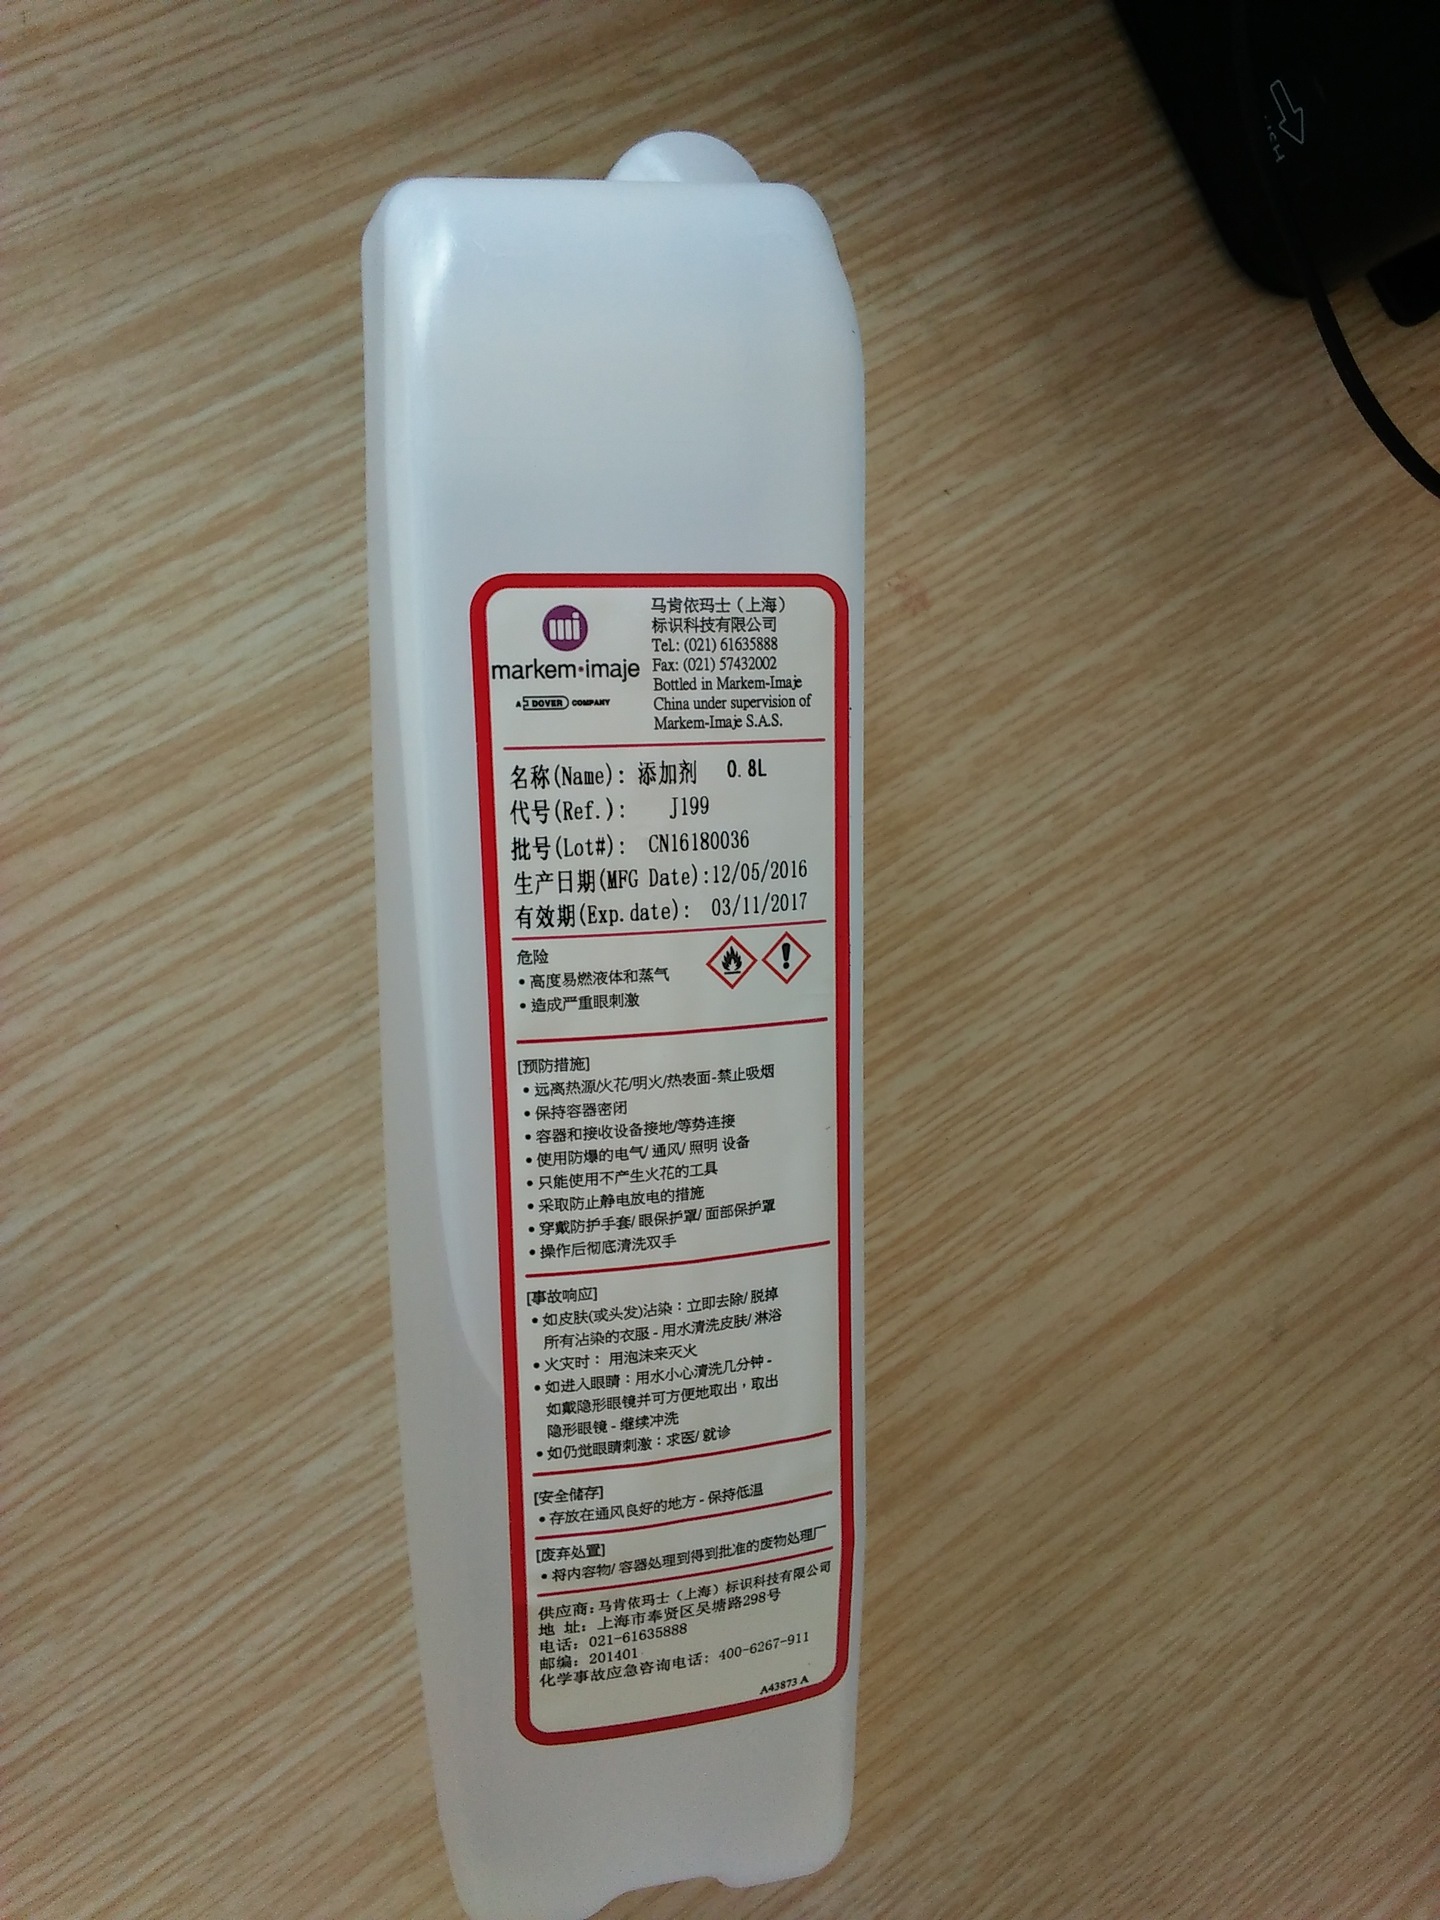 markem·imaje
A DOVER COMPANY
马肯依玛士（上海）
标识科技有限公司
Tel.: (021) 61635888
Fax: (021) 57432002
Bottled in Markem-Imaje
China under supervision of
Markem-Imaje S.A.S.
名称(Name): 添加剂 0.8L
代号(Ref.): J199
批号(Lot#): CN16180036
生产日期(MFG Date):12/05/2016
有效期(Exp.date): 03/11/2017
危险
• 高度易燃液体和蒸气
• 造成严重眼刺激
[预防措施]
• 远离热源/火花/明火/热表面-禁止吸烟
• 保持容器密闭
• 容器和接收设备接地/等势连接
• 使用防爆的电气/ 通风/ 照明 设备
• 只能使用不产生火花的工具
• 采取防止静电放电的措施
• 穿戴防护手套/ 眼保护罩/ 面部保护罩
• 操作后彻底清洗双手
[事故响应]
• 如皮肤(或头发)沾染：立即去除/ 脱掉
所有沾染的衣服 - 用水清洗皮肤/ 淋浴
• 火灾时： 用泡沫来灭火
• 如进入眼睛：用水小心清洗几分钟 -
如戴隐形眼镜并可方便地取出，取出
隐形眼镜 - 继续冲洗
• 如仍觉眼睛刺激：求医/ 就诊
[安全储存]
• 存放在通风良好的地方 - 保持低温
[废弃处置]
• 将内容物/ 容器处理到得到批准的废物处理厂
供应商: 马肯依玛士（上海）标识科技有限公司
地 址: 上海市奉贤区吴塘路298号
电话: 021-61635888
邮编: 201401
化学事故应急咨询电话: 400-6267-911
A43873 A